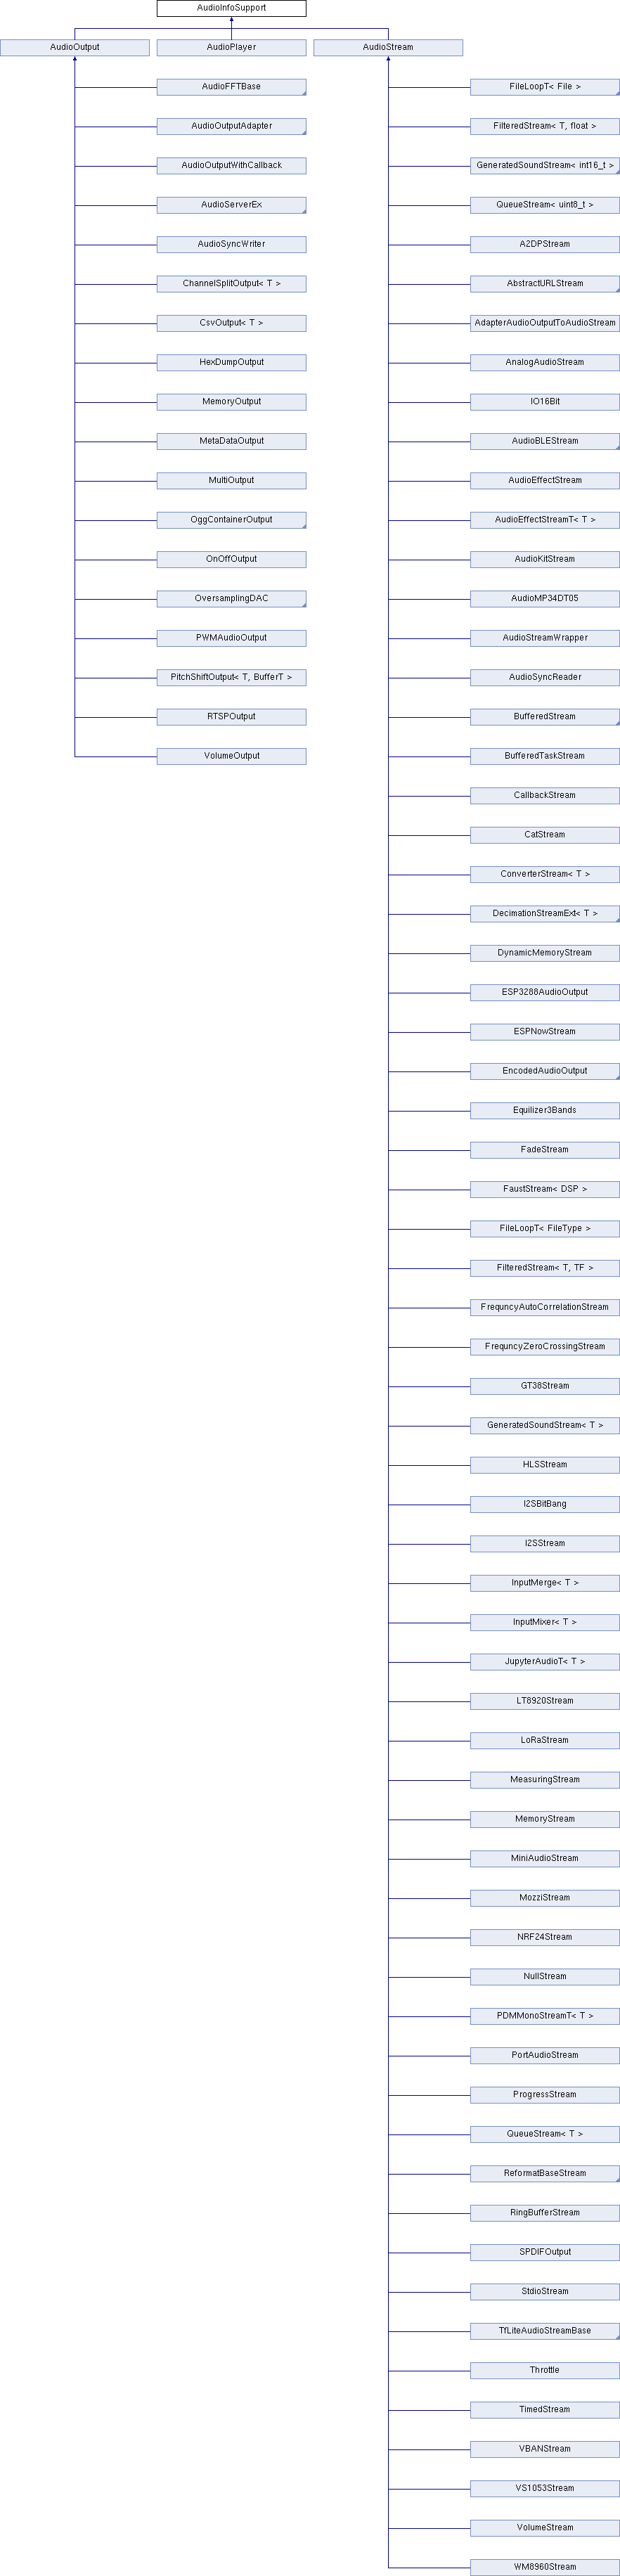 AudioInfoSupport
AudioOutput
AudioPlayer
AudioStream
AudioFFTBase
AudioOutputAdapter
AudioOutputWithCallback
AudioServerEx
AudioSyncWriter
ChannelSplitOutput< T >
CsvOutput< T >
HexDumpOutput
MemoryOutput
MetaDataOutput
MultiOutput
OggContainerOutput
OnOffOutput
OversamplingDAC
PWMAudioOutput
PitchShiftOutput< T, BufferT >
RTSPOutput
VolumeOutput
FileLoopT< File >
FilteredStream< T, float >
GeneratedSoundStream< int16_t >
QueueStream< uint8_t >
A2DPStream
AbstractURLStream
AdapterAudioOutputToAudioStream
AnalogAudioStream
IO16Bit
AudioBLEStream
AudioEffectStream
AudioEffectStreamT< T >
AudioKitStream
AudioMP34DT05
AudioStreamWrapper
AudioSyncReader
BufferedStream
BufferedTaskStream
CallbackStream
CatStream
ConverterStream< T >
DecimationStreamExt< T >
DynamicMemoryStream
ESP3288AudioOutput
ESPNowStream
EncodedAudioOutput
Equilizer3Bands
FadeStream
FaustStream< DSP >
FileLoopT< FileType >
FilteredStream< T, TF >
FrequncyAutoCorrelationStream
FrequncyZeroCrossingStream
GT38Stream
GeneratedSoundStream< T >
HLSStream
I2SBitBang
I2SStream
InputMerge< T >
InputMixer< T >
JupyterAudioT< T >
LT8920Stream
LoRaStream
MeasuringStream
MemoryStream
MiniAudioStream
MozziStream
NRF24Stream
NullStream
PDMMonoStreamT< T >
PortAudioStream
ProgressStream
QueueStream< T >
ReformatBaseStream
RingBufferStream
SPDIFOutput
StdioStream
TfLiteAudioStreamBase
Throttle
TimedStream
VBANStream
VS1053Stream
VolumeStream
WM8960Stream